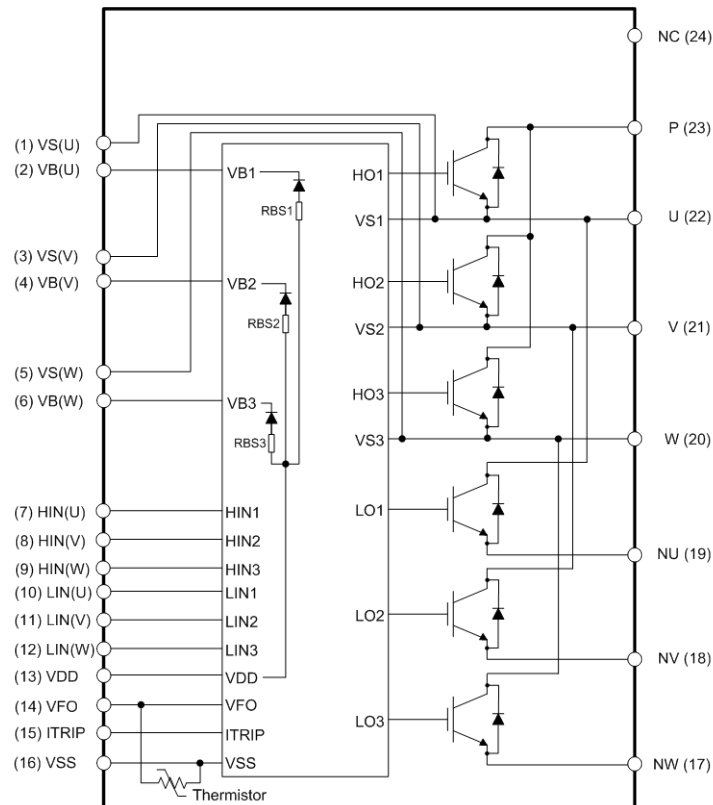 NC (24)
P (23)
(1) VS(U)
(2) VB(U)
VB1
HO1
RBS1
VS1
U (22)
(3) VS(V)
(4) VB(V)
VB2
HO2
RBS2
VS2
V (21)
(5) VS(W)
(6) VB(W)
VB3
HO3
RBS3
VS3
W (20)
(7) HIN(U)
HIN1
LO1
(8) HIN(V)
HIN2
NU (19)
(9) HIN(W)
HIN3
(10) LIN(U)
LIN1
(11) LIN(V)
LIN2
LO2
(12) LIN(W)
LIN3
NV (18)
(13) VDD
VDD
(14) VFO
VFO
LO3
(15) ITRIP
ITRIP
(16) VSS
VSS
NW (17)
Thermistor